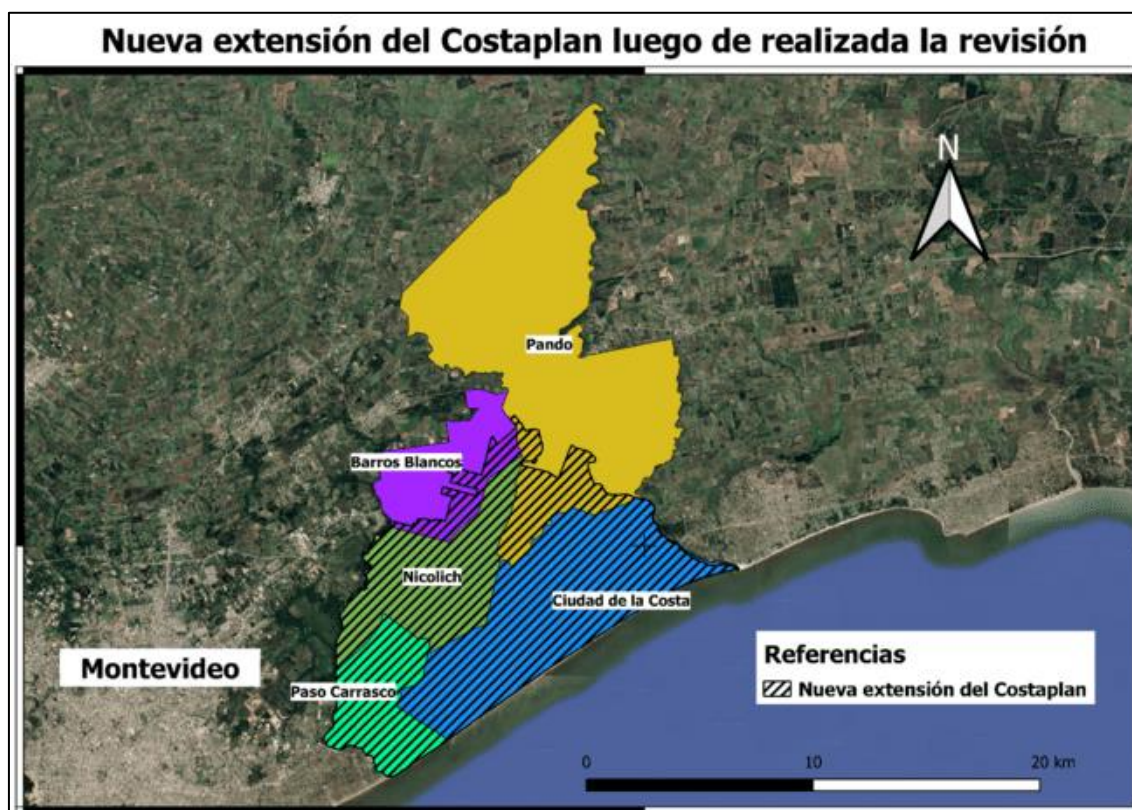 Nueva extensión del Costaplan luego de realizada la revisión
N
Pando
Barros Blancos
Nicolich
Ciudad de la Costa
Montevideo
Paso Carrasco
Referencias
Nueva extensión del Costaplan
0 10 20 km